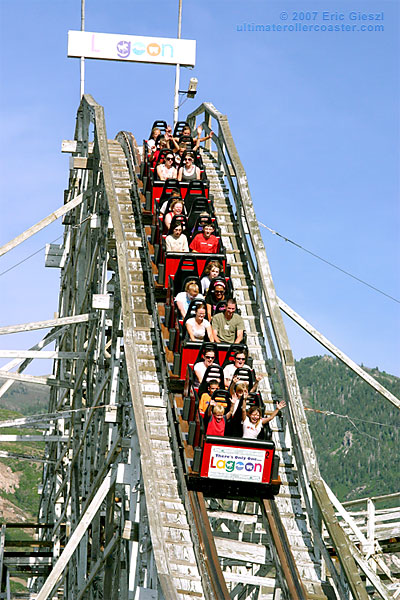 © 2007 Eric Gieszl
ultimaterollercoaster.com
Lagoon
There's Only One...
Lagoon